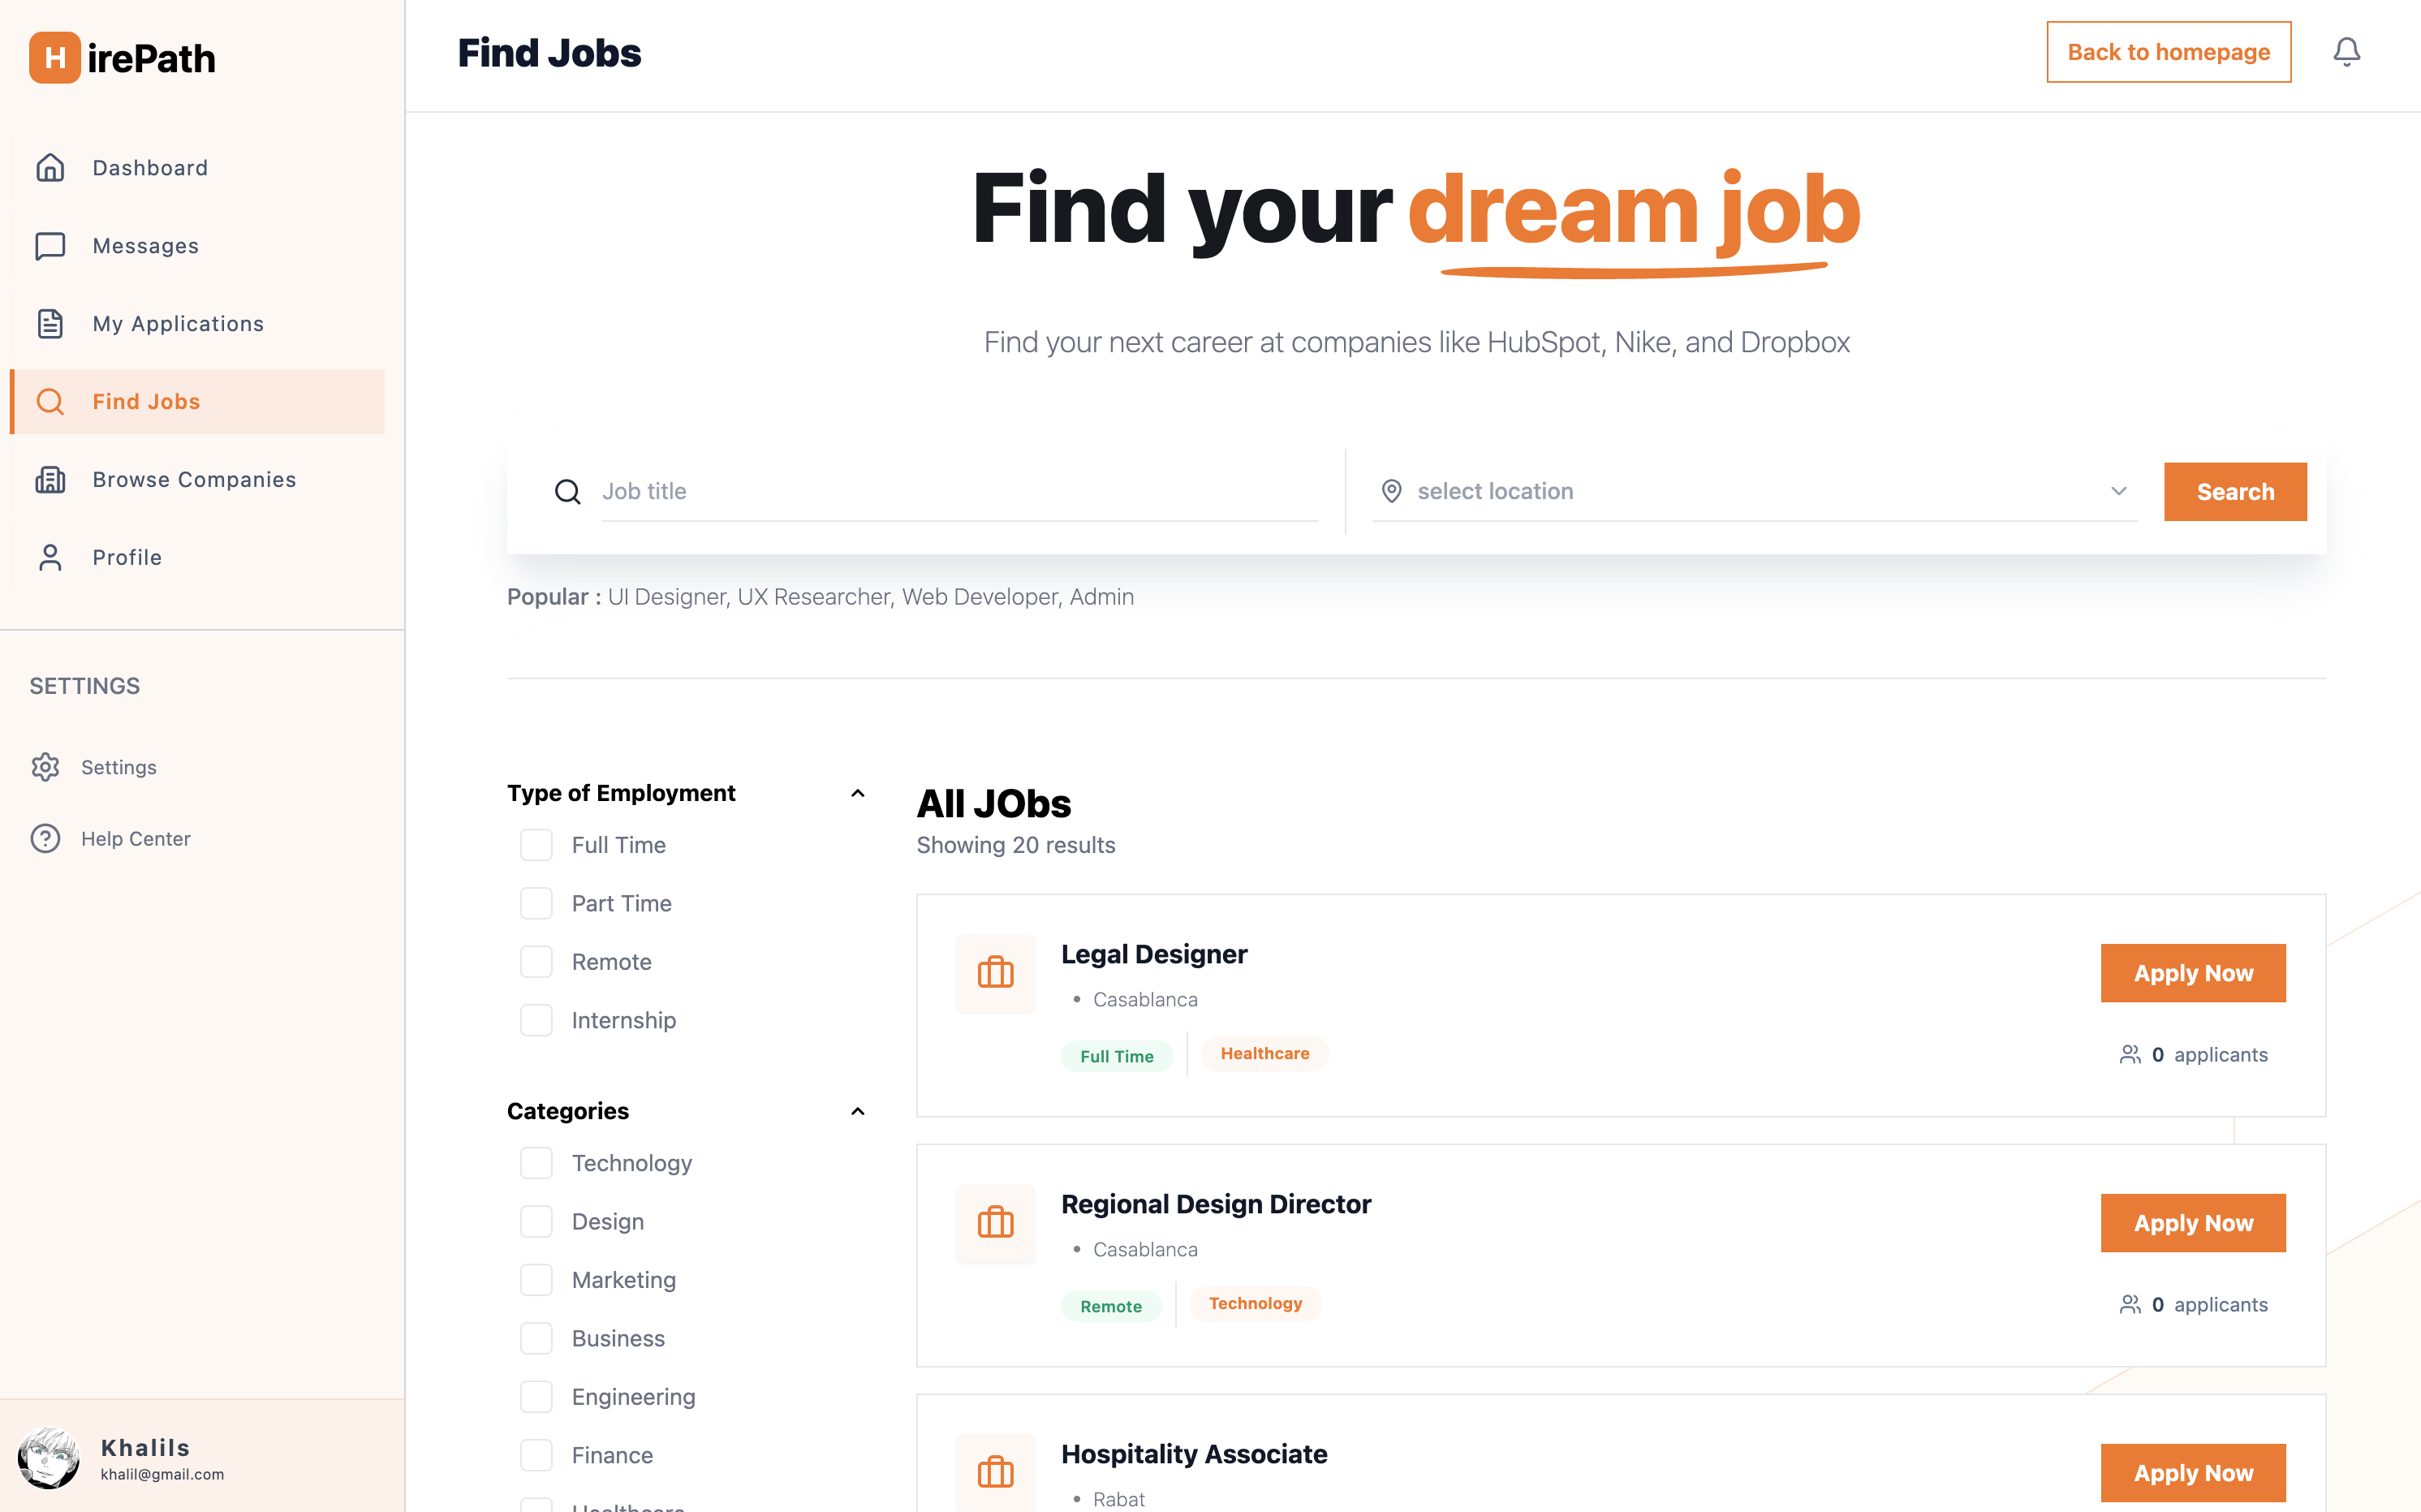 HirePath
Dashboard
Messages
My Applications
Find Jobs
Browse Companies
Profile
SETTINGS
Settings
Help Center
Khalils
khalil@gmail.com
Find Jobs
Back to homepage
Find your dream job
Find your next career at companies like HubSpot, Nike, and Dropbox
Job title
select location
Search
Popular : UI Designer, UX Researcher, Web Developer, Admin
Type of Employment
Full Time
Part Time
Remote
Internship
Categories
Technology
Design
Marketing
Business
Engineering
Finance
Healthcare
All JObs
Showing 20 results
Legal Designer
• Casablanca
Full Time
Healthcare
Apply Now
0 applicants
Regional Design Director
• Casablanca
Remote
Technology
Apply Now
0 applicants
Hospitality Associate
• Rabat
Apply Now